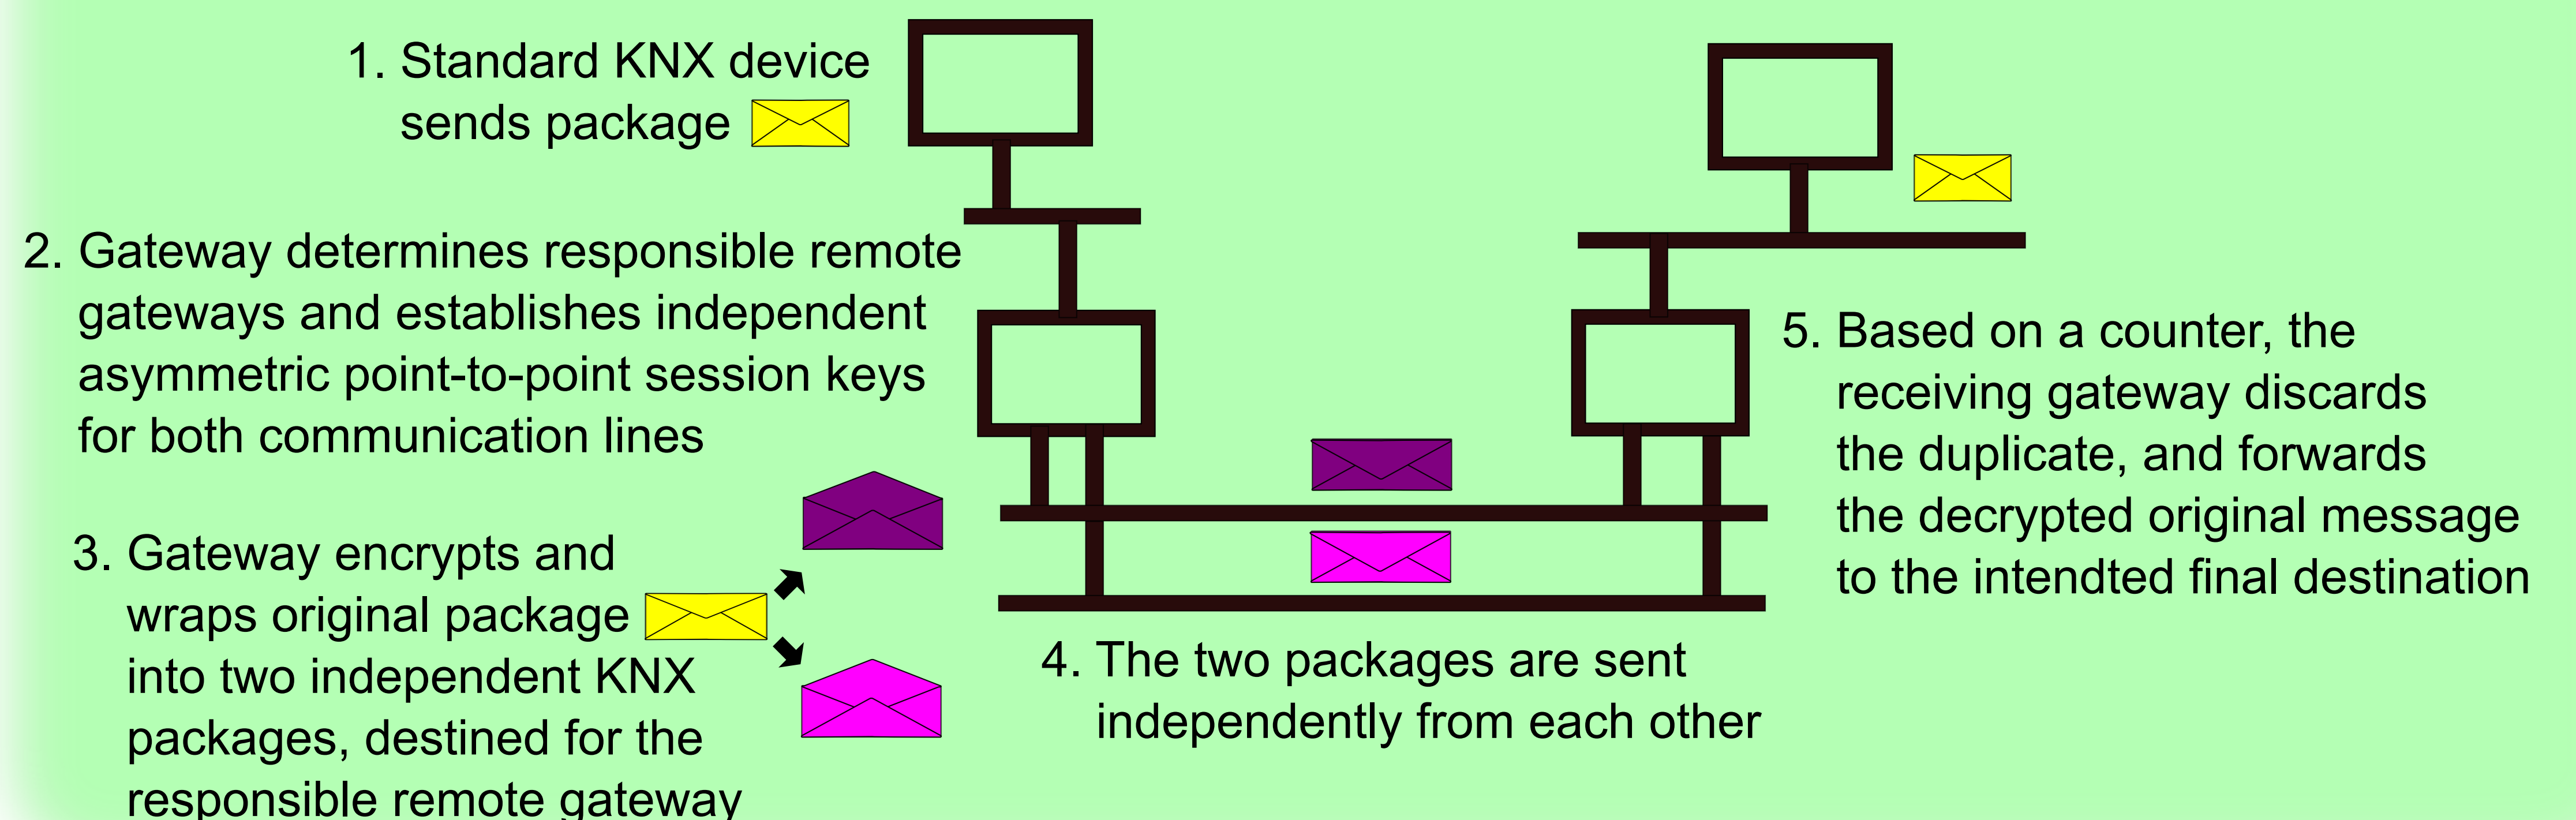 1. Standard KNX device
sends package
2. Gateway determines responsible remote
gateways and establishes independent
asymmetric point-to-point session keys
for both communication lines
3. Gateway encrypts and
wraps original package
into two independent KNX
packages, destined for the
responsible remote gateway
4. The two packages are sent
independently from each other
5. Based on a counter, the
receiving gateway discards
the duplicate, and forwards
the decrypted original message
to the intendted final destination